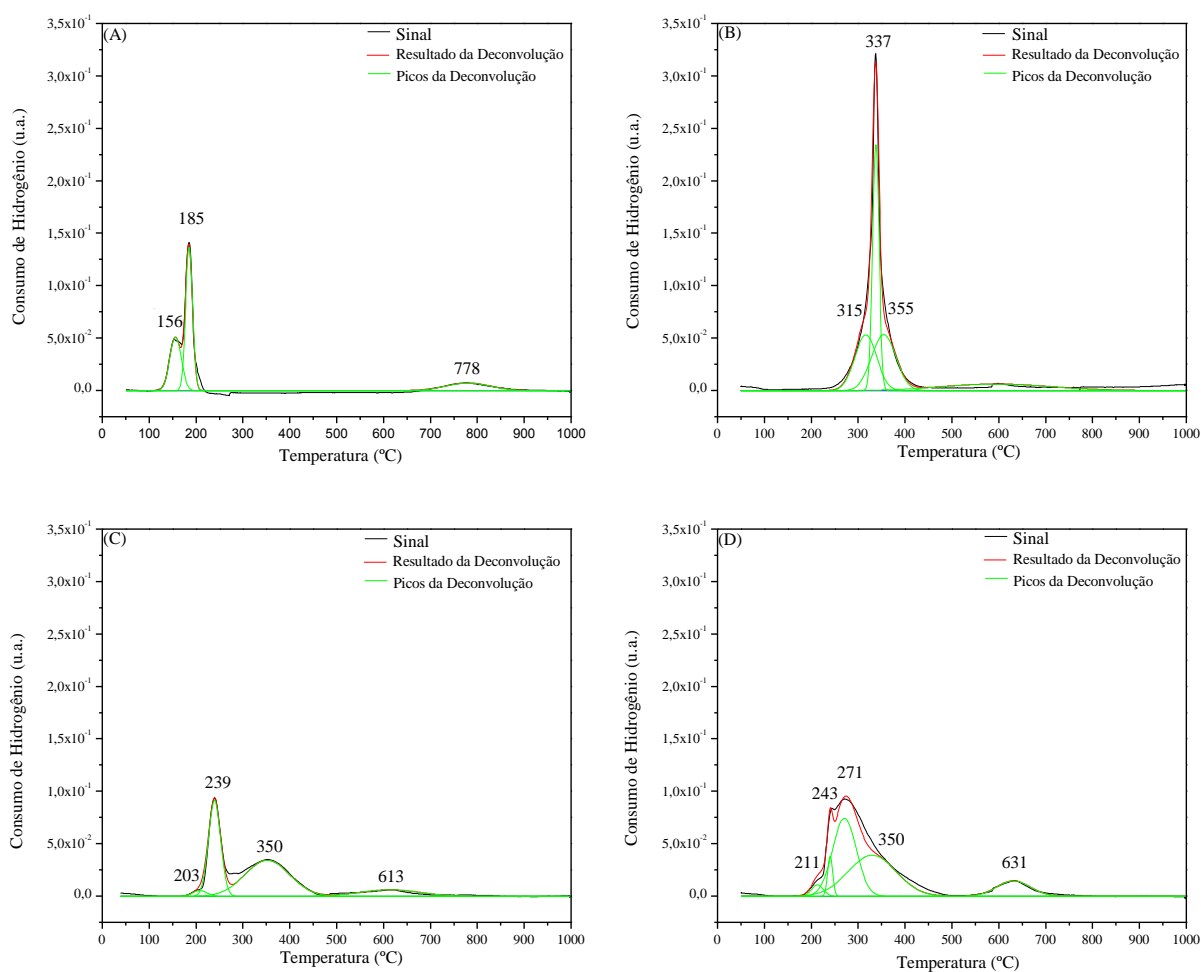 (A)
Sinal
Resultado da Deconvolução
Picos da Deconvolução
3,5x10⁻¹
3,0x10⁻¹
2,5x10⁻¹
2,0x10⁻¹
1,5x10⁻¹
1,0x10⁻¹
5,0x10⁻²
0,0
Consumo de Hidrogênio (u.a.)
156
185
778
0 100 200 300 400 500 600 700 800 900 1000
Temperatura (ºC)
(B)
Sinal
Resultado da Deconvolução
Picos da Deconvolução
3,5x10⁻¹
3,0x10⁻¹
2,5x10⁻¹
2,0x10⁻¹
1,5x10⁻¹
1,0x10⁻¹
5,0x10⁻²
0,0
Consumo de Hidrogênio (u.a.)
337
315
355
0 100 200 300 400 500 600 700 800 900 1000
Temperatura (ºC)
(C)
Sinal
Resultado da Deconvolução
Picos da Deconvolução
3,5x10⁻¹
3,0x10⁻¹
2,5x10⁻¹
2,0x10⁻¹
1,5x10⁻¹
1,0x10⁻¹
5,0x10⁻²
0,0
Consumo de Hidrogênio (u.a.)
203
239
350
613
0 100 200 300 400 500 600 700 800 900 1000
Temperatura (ºC)
(D)
Sinal
Resultado da Deconvolução
Picos da Deconvolução
3,5x10⁻¹
3,0x10⁻¹
2,5x10⁻¹
2,0x10⁻¹
1,5x10⁻¹
1,0x10⁻¹
5,0x10⁻²
0,0
Consumo de Hidrogênio (u.a.)
211
243
271
350
631
0 100 200 300 400 500 600 700 800 900 1000
Temperatura (ºC)